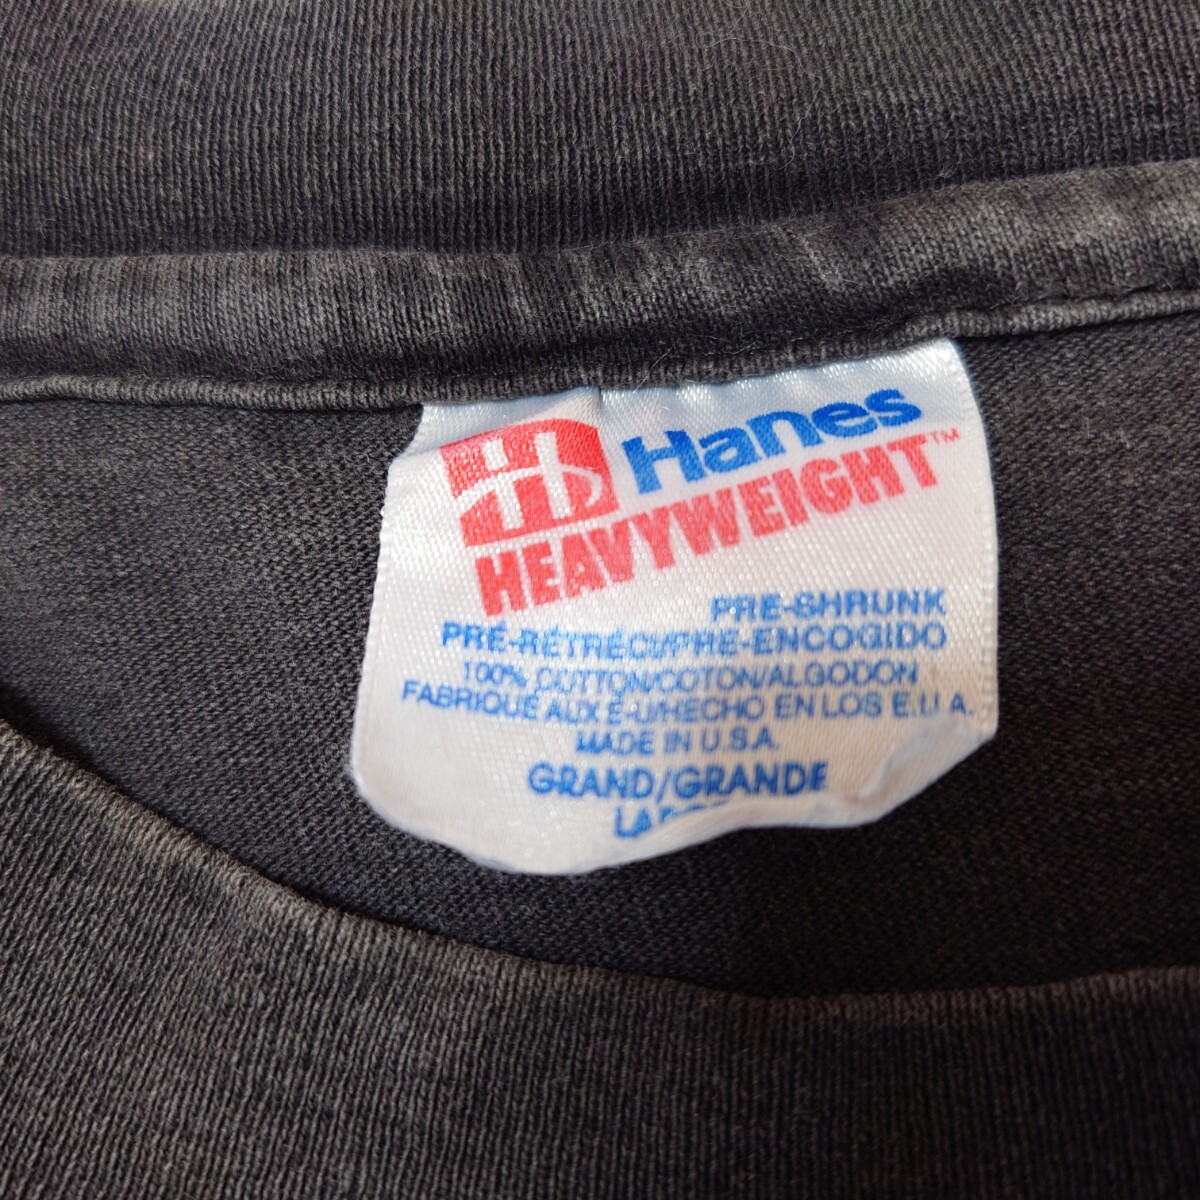 Hanes
HEAVYWEIGHT™
PRE-SHRUNK
PRÉ-RÉTRÉCI/PRE-ENCOGIDO
100% COTTON/COTON/ALGODON
FABRIQUÉ AUX É-U/HECHO EN LOS E.U.A.
MADE IN U.S.A.
GRAND/GRANDE